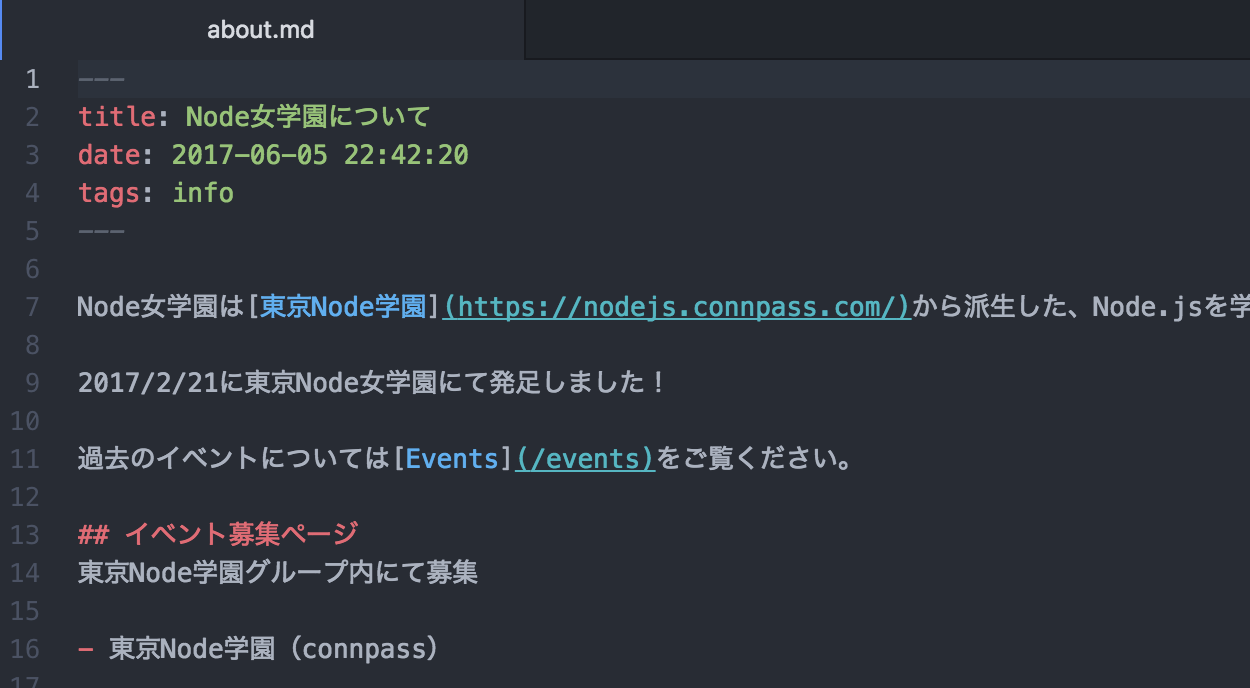 about.md
1 ---
2 title: Node女学園について
3 date: 2017-06-05 22:42:20
4 tags: info
5 ---
6
7 Node女学園は[東京Node学園](https://nodejs.connpass.com/)から派生した、Node.jsを学
8
9 2017/2/21に東京Node女学園にて発足しました！
10
11 過去のイベントについては[Events](/events)をご覧ください。
12
13 ## イベント募集ページ
14 東京Node学園グループ内にて募集
15
16 - 東京Node学園（connpass）
17